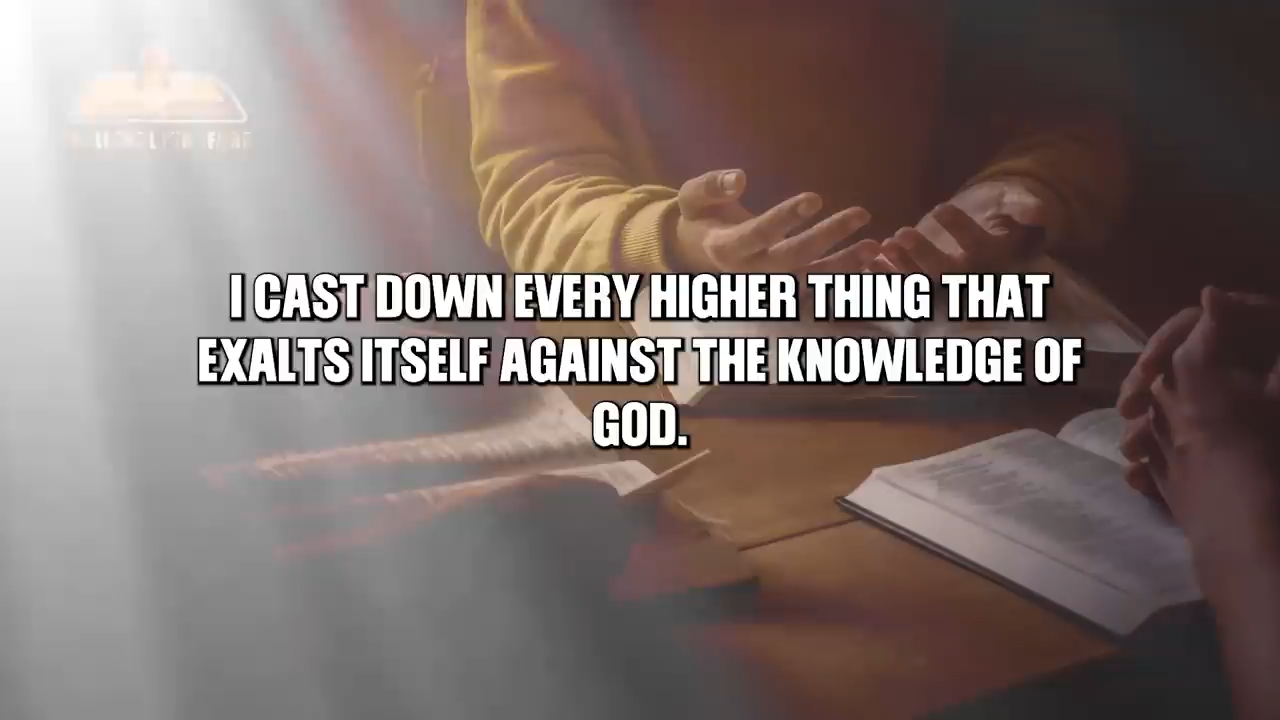 I CAST DOWN EVERY HIGHER THING THAT
EXALTS ITSELF AGAINST THE KNOWLEDGE OF
GOD.